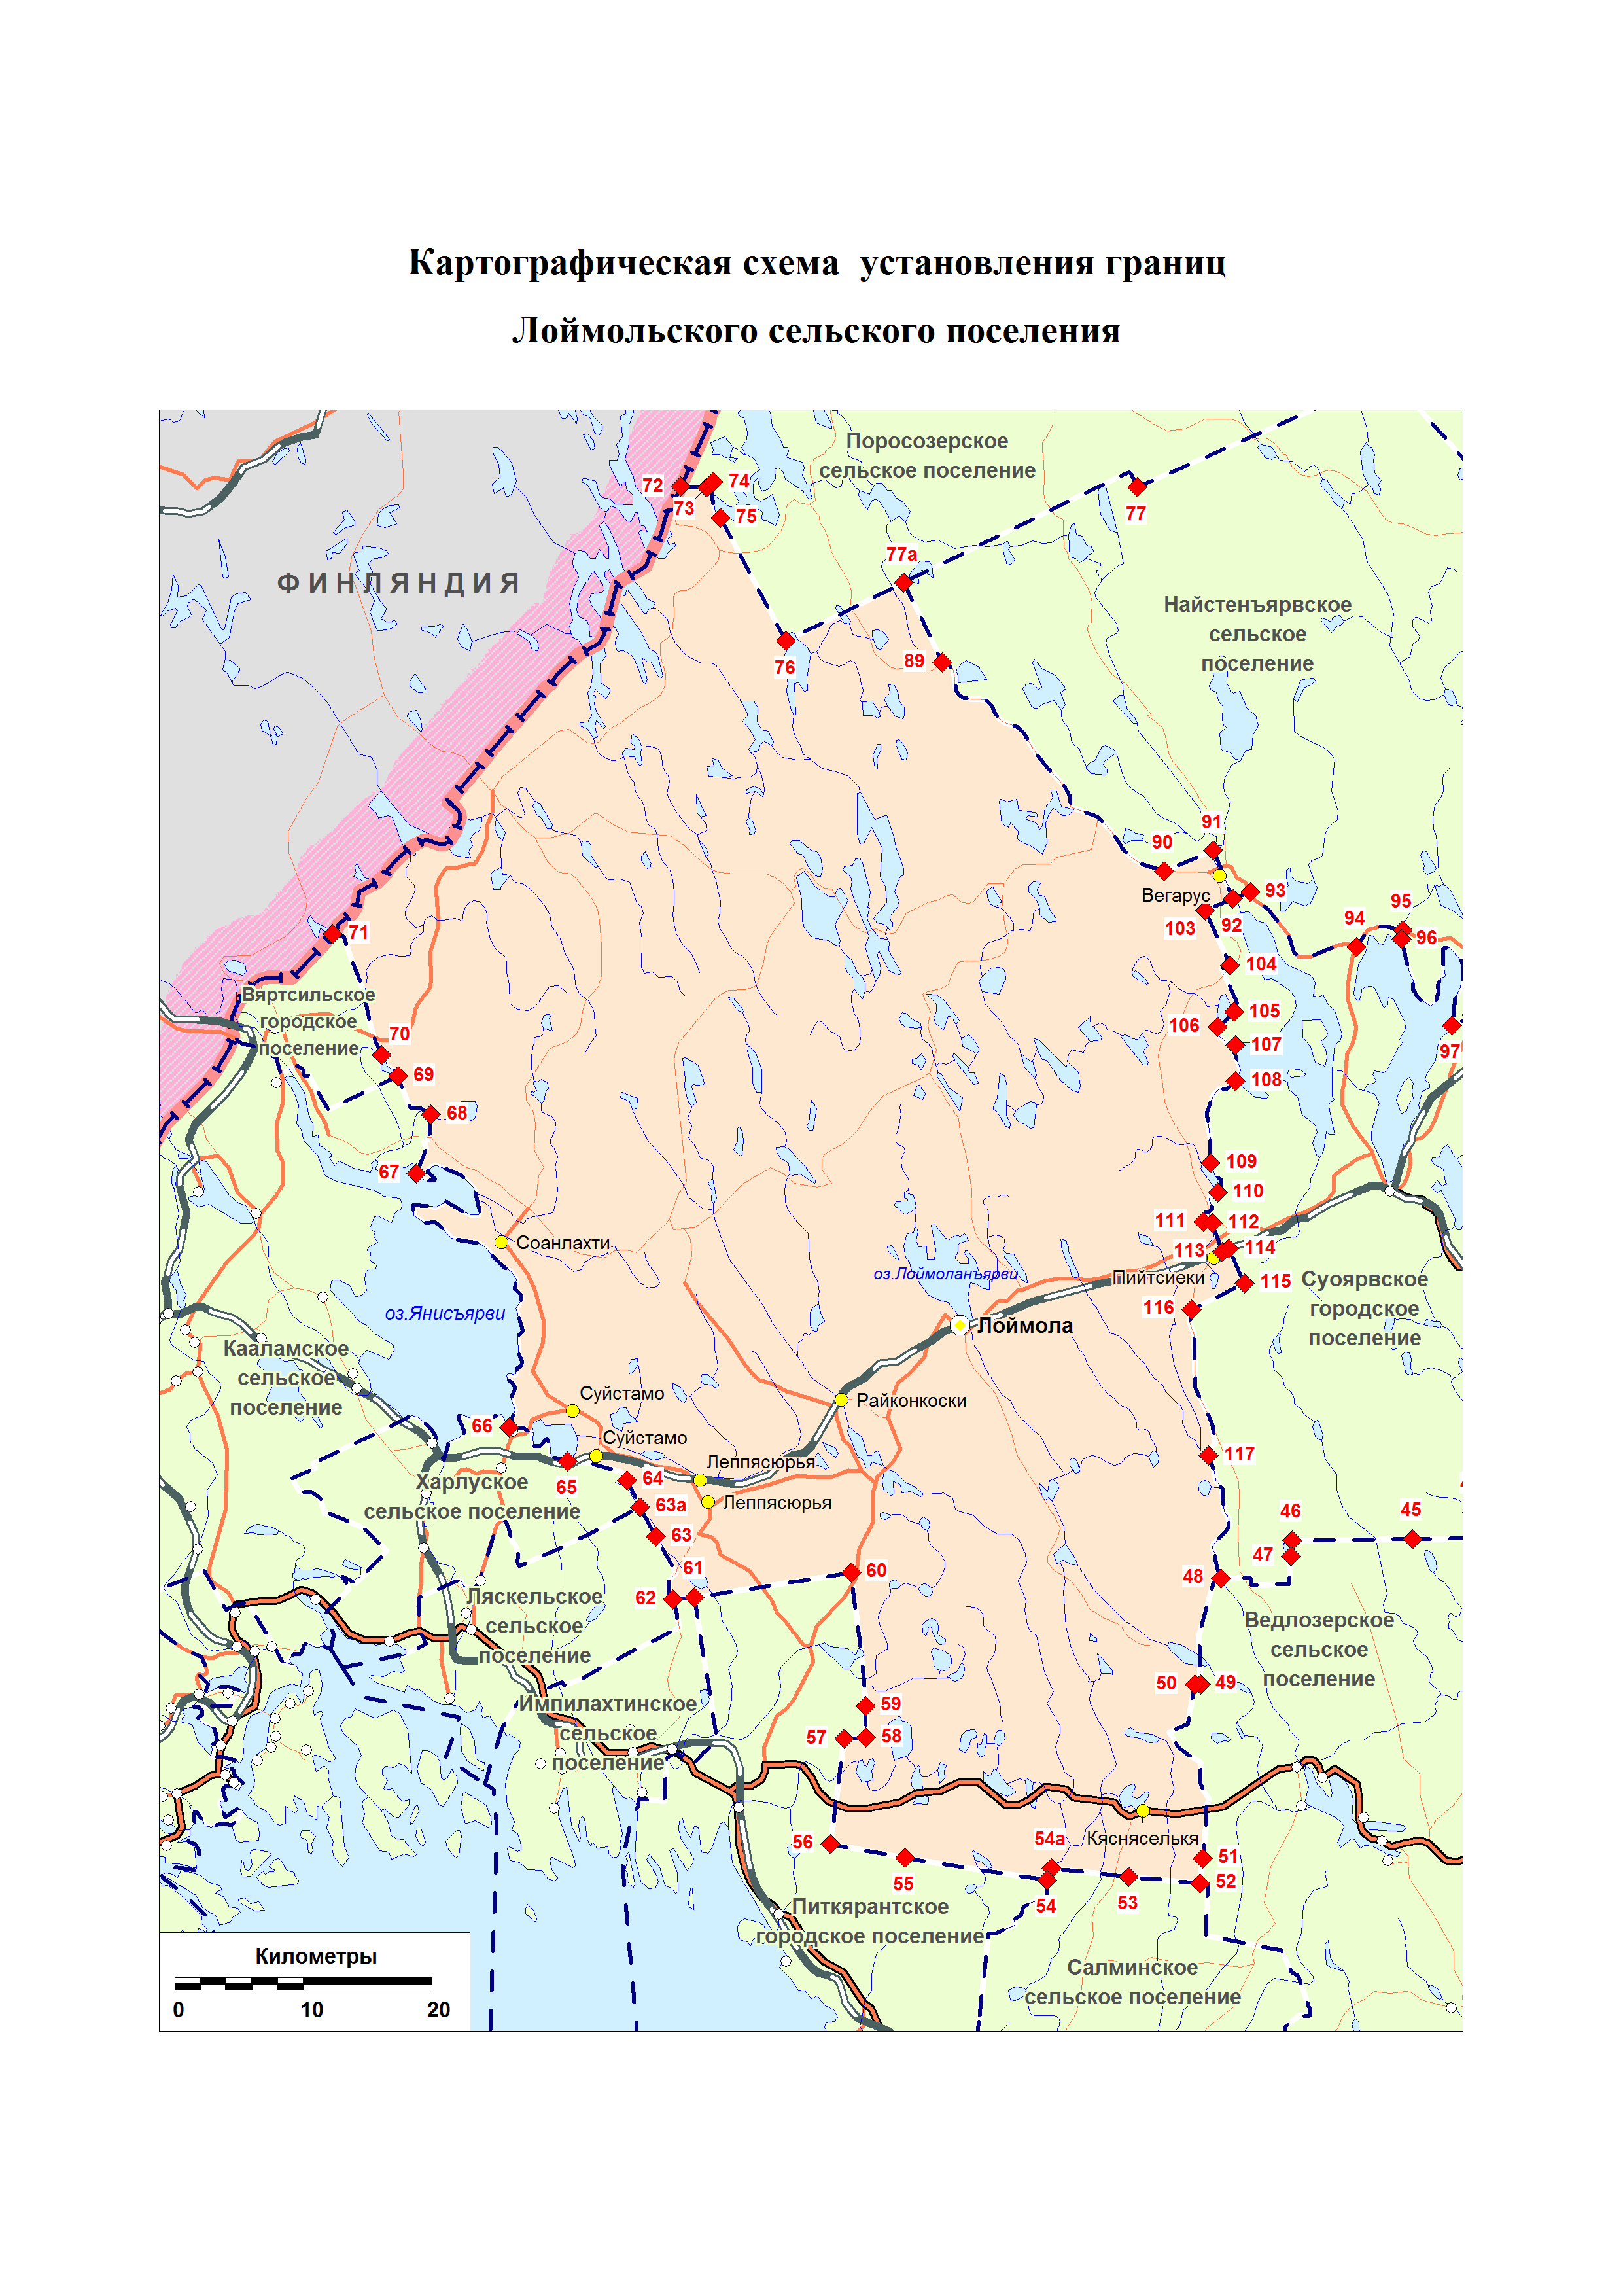 Картографическая схема установления границ
Лоймольского сельского поселения
Поросозерское
сельское поселение
72
73
74
75
77
77а
ФИНЛЯНДИЯ
Найстенъярвское
сельское
поселение
76
89
91
90
93
Вегарус
92
103
95
94
96
71
104
Вяртсильское
городское
поселение
105
106
107
97
70
69
108
68
109
67
110
111
112
Соанлахти
113
114
оз.Лоймоланъярви
Пийтсиеки
115
Суоярвское
городское
поселение
116
оз.Янисъярви
Лоймола
Кааламское
сельское
поселение
Суйстамо
Райконкоски
66
Суйстамо
117
Леппясюрья
65
64
Харлуское
сельское поселение
Леппясюрья
63а
46
45
63
47
61
60
48
62
Ляскельское
сельское
поселение
Ведлозерское
сельское
поселение
50
49
Импилахтинское
сельское
поселение
59
57
58
56
54а
Кясняселькя
51
55
52
54
53
Питкярантское
городское поселение
Салминское
сельское поселение
Километры
0
10
20